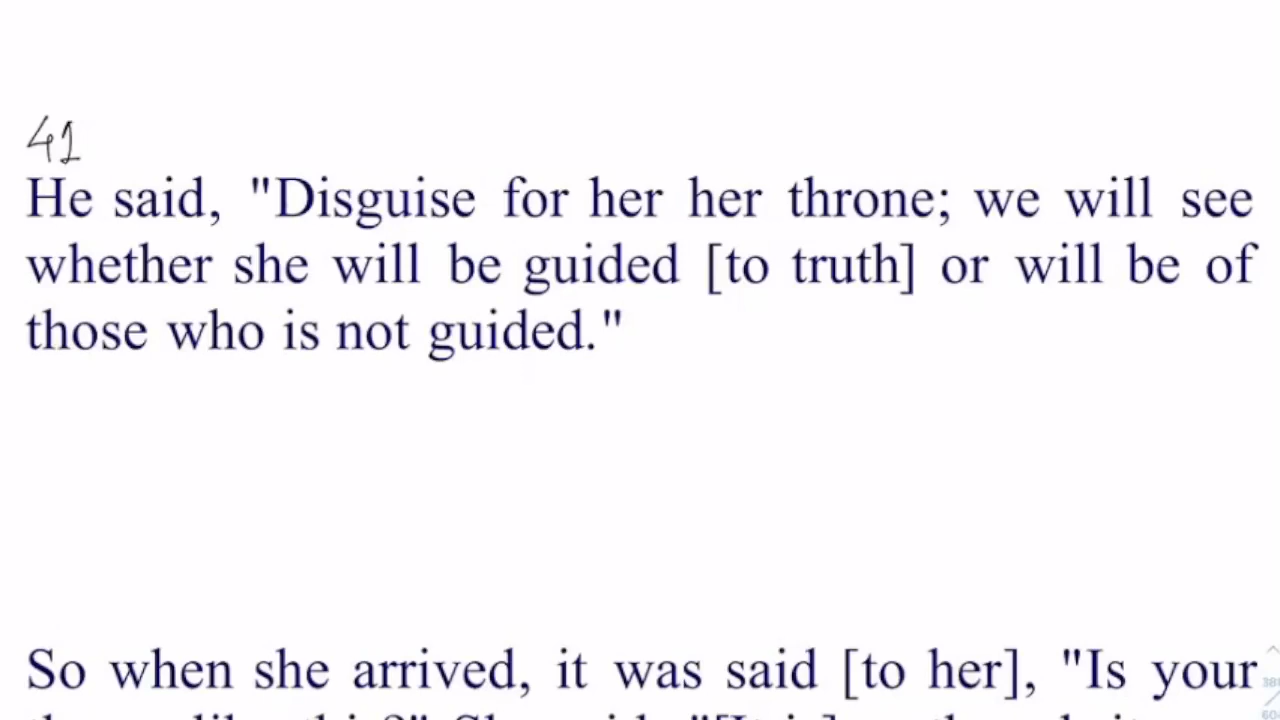 41
He said, "Disguise for her her throne; we will see
whether she will be guided [to truth] or will be of
those who is not guided."
So when she arrived, it was said [to her], "Is your